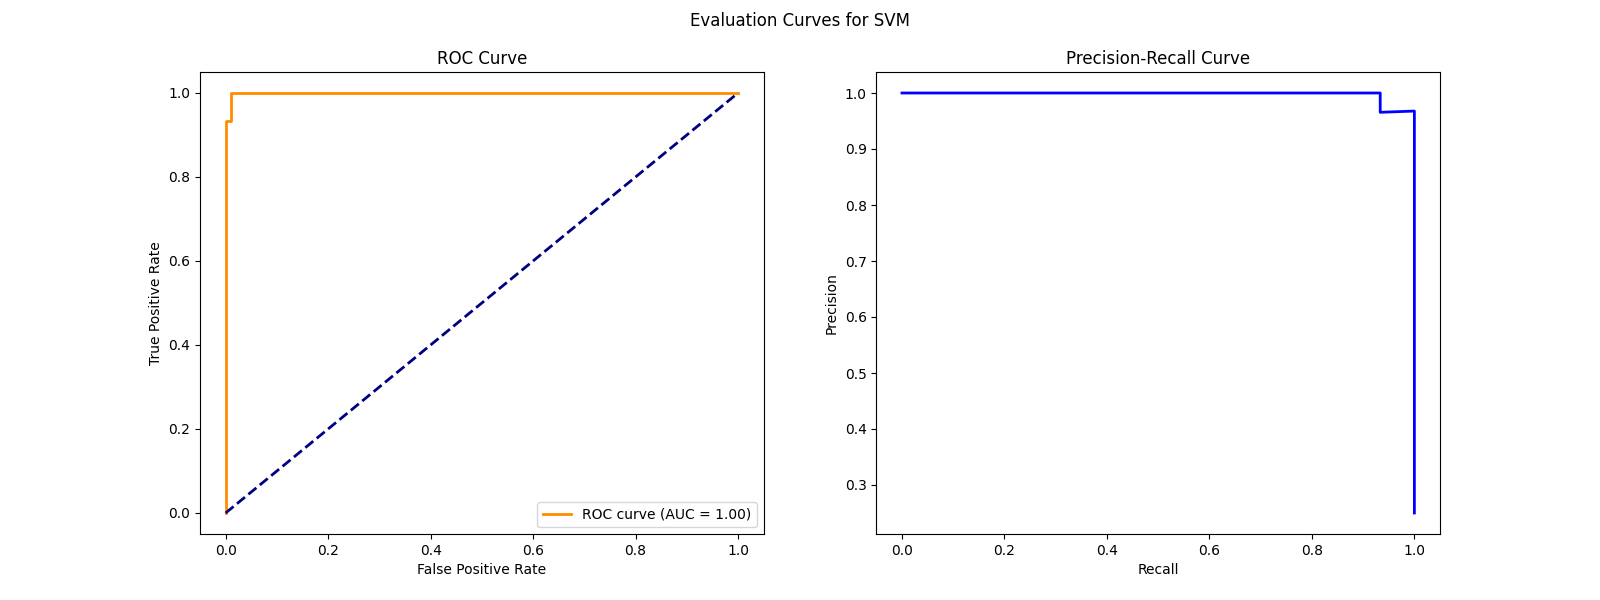 Evaluation Curves for SVM
ROC Curve
1.0
0.8
0.6
0.4
0.2
0.0
True Positive Rate
ROC curve (AUC = 1.00)
0.0 0.2 0.4 0.6 0.8 1.0
False Positive Rate
Precision-Recall Curve
1.0
0.9
0.8
0.7
0.6
0.5
0.4
0.3
Precision
0.0 0.2 0.4 0.6 0.8 1.0
Recall